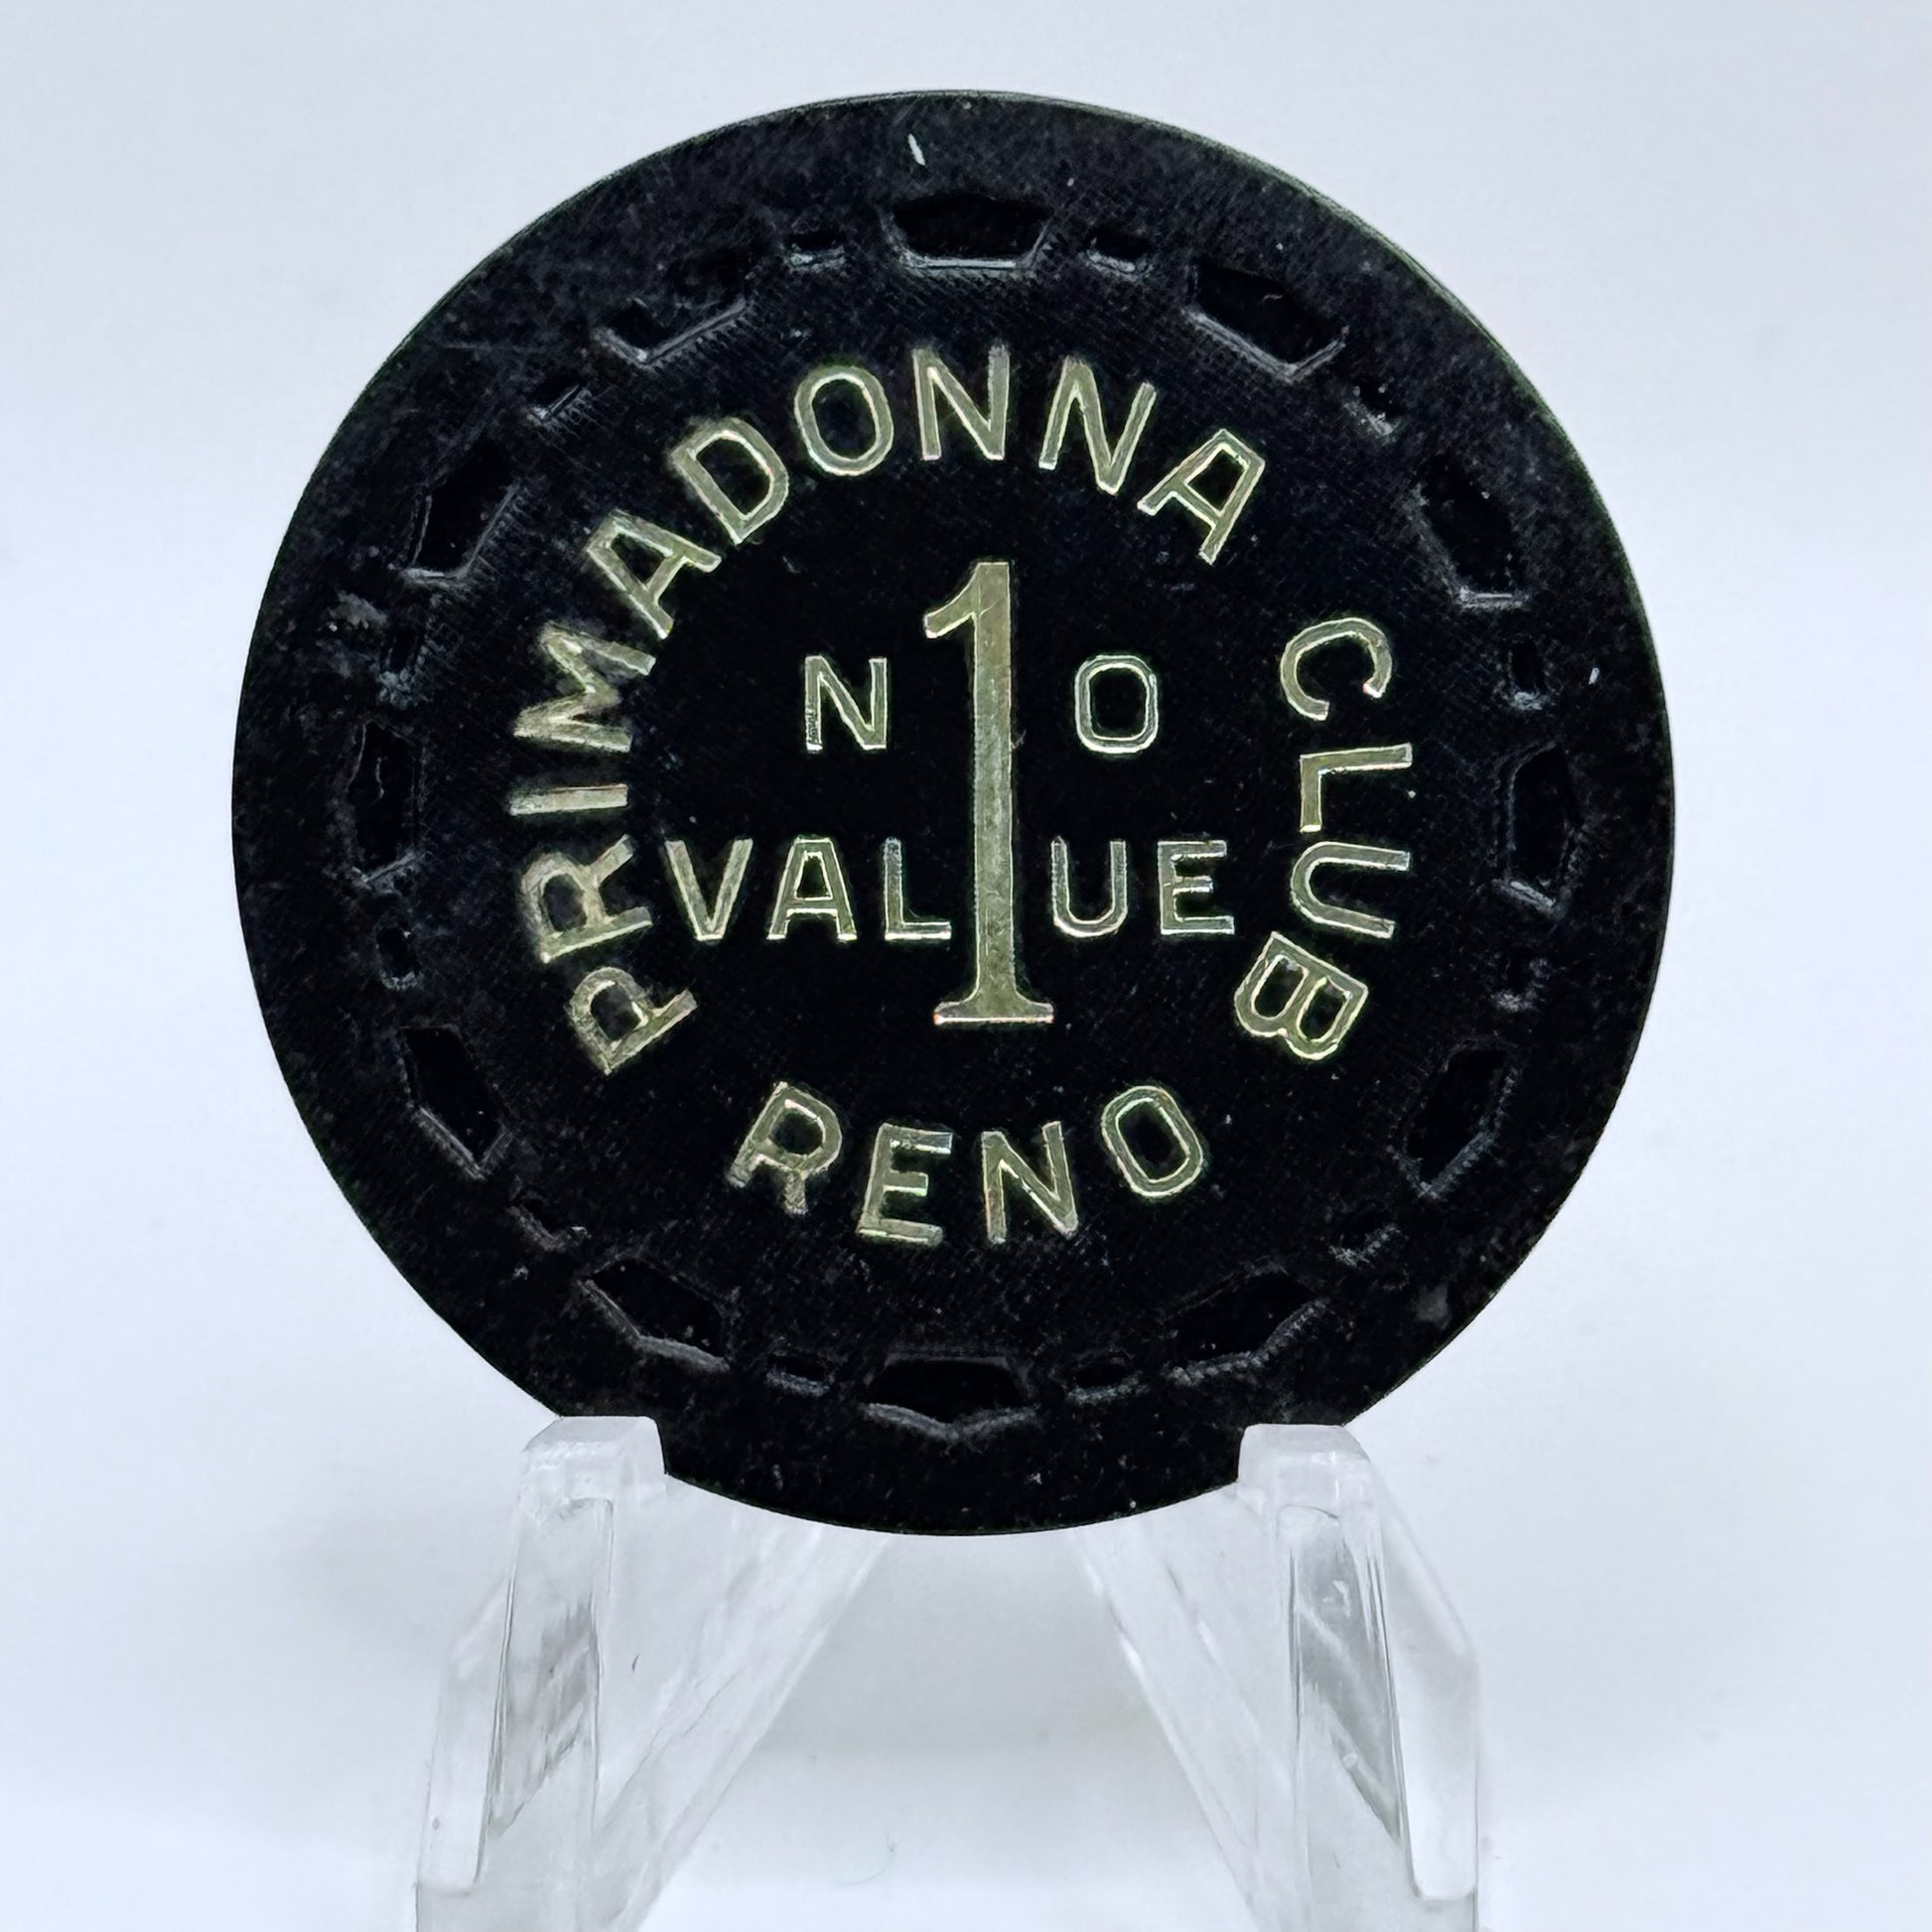 PRIMADONNA CLUB
1
NO
VALUE
RENO